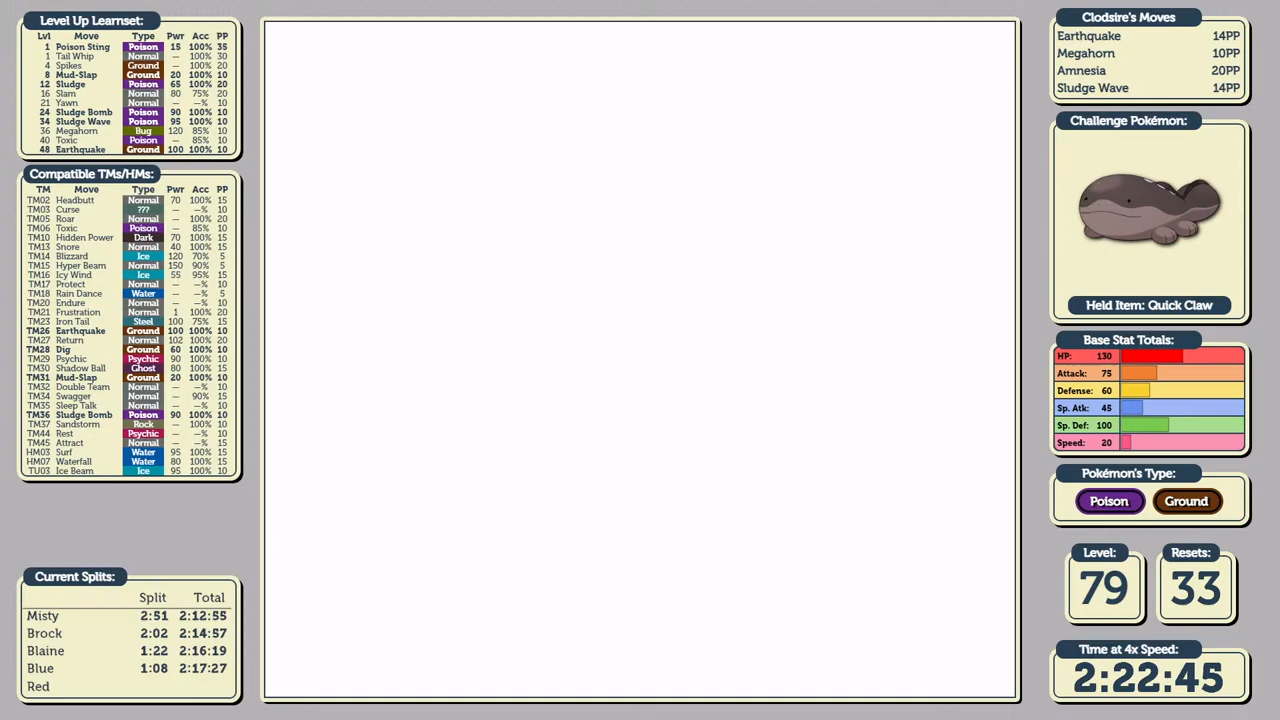 Level Up Learnset:
Lvl Move Type Pwr Acc PP
1 Poison Sting Poison 15 100% 35
1 Tail Whip Normal — 100% 30
4 Spikes Ground — 100% 20
8 Mud-Slap Ground 20 100% 10
12 Sludge Poison 65 100% 20
16 Slam Normal 80 75% 20
21 Yawn Normal — —% 10
24 Sludge Bomb Poison 90 100% 10
34 Sludge Wave Poison 95 100% 10
36 Megahorn Bug 120 85% 10
40 Toxic Poison — 85% 10
48 Earthquake Ground 100 100% 10
Compatible TMs/HMs:
TM Move Type Pwr Acc PP
TM02 Headbutt Normal 70 100% 15
TM03 Curse ??? — —% 10
TM05 Roar Normal — 100% 20
TM06 Toxic Poison — 85% 10
TM10 Hidden Power Dark 70 100% 15
TM13 Snore Normal 40 100% 15
TM14 Blizzard Ice 120 70% 5
TM15 Hyper Beam Normal 150 90% 5
TM16 Icy Wind Ice 55 95% 15
TM17 Protect Normal — —% 10
TM18 Rain Dance Water — —% 5
TM20 Endure Normal — —% 10
TM21 Frustration Normal 1 100% 20
TM23 Iron Tail Steel 100 75% 15
TM26 Earthquake Ground 100 100% 10
TM27 Return Normal 102 100% 20
TM28 Dig Ground 60 100% 10
TM29 Psychic Psychic 90 100% 10
TM30 Shadow Ball Ghost 80 100% 15
TM31 Mud-Slap Ground 20 100% 10
TM32 Double Team Normal — —% 10
TM34 Swagger Normal — 90% 15
TM35 Sleep Talk Normal — —% 10
TM36 Sludge Bomb Poison 90 100% 10
TM37 Sandstorm Rock — 100% 10
TM44 Rest Psychic — —% 10
TM45 Attract Normal — —% 15
HM03 Surf Water 95 100% 15
HM07 Waterfall Water 80 100% 15
TU03 Ice Beam Ice 95 100% 10
Current Splits:
Split Total
Misty 2:51 2:12:55
Brock 2:02 2:14:57
Blaine 1:22 2:16:19
Blue 1:08 2:17:27
Red
Clodsire's Moves
Earthquake 14PP
Megahorn 10PP
Amnesia 20PP
Sludge Wave 14PP
Challenge Pokémon:
Held Item: Quick Claw
Base Stat Totals:
HP: 130
Attack: 75
Defense: 60
Sp. Atk: 45
Sp. Def: 100
Speed: 20
Pokémon's Type:
Poison Ground
Level: Resets:
79 33
Time at 4x Speed:
2:22:45